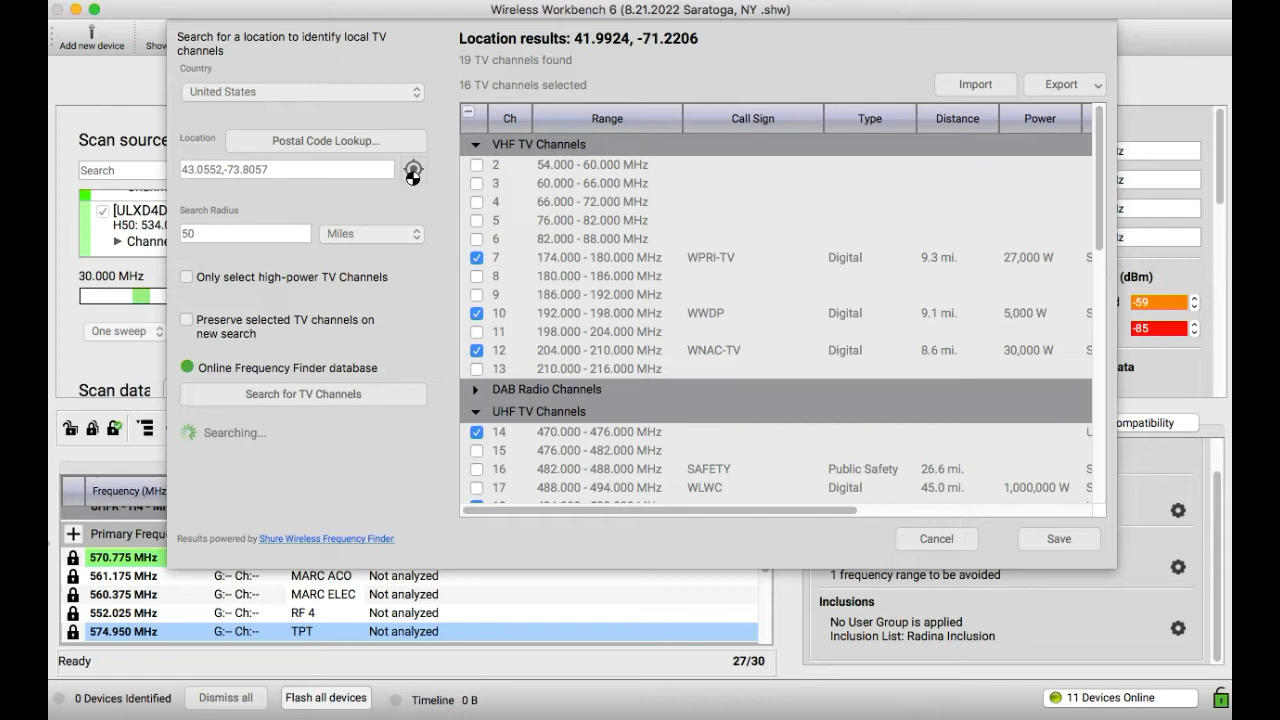 Wireless Workbench 6 (8.21.2022 Saratoga, NY .shw)
Add new device
Show
Search for a location to identify local TV
channels
Country
United States
Location
Postal Code Lookup...
43.0552,-73.8057
Search Radius
50
Miles
Only select high-power TV Channels
Preserve selected TV channels on
new search
Online Frequency Finder database
Search for TV Channels
Searching...
Results powered by Shure Wireless Frequency Finder
Location results: 41.9924, -71.2206
19 TV channels found
16 TV channels selected
Import
Export
Ch Range Call Sign Type Distance Power
VHF TV Channels
2 54.000 - 60.000 MHz
3 60.000 - 66.000 MHz
4 66.000 - 72.000 MHz
5 76.000 - 82.000 MHz
6 82.000 - 88.000 MHz
7 174.000 - 180.000 MHz WPRI-TV Digital 9.3 mi. 27,000 W S
8 180.000 - 186.000 MHz
9 186.000 - 192.000 MHz
10 192.000 - 198.000 MHz WWDP Digital 9.1 mi. 5,000 W S
11 198.000 - 204.000 MHz
12 204.000 - 210.000 MHz WNAC-TV Digital 8.6 mi. 30,000 W S
13 210.000 - 216.000 MHz
DAB Radio Channels
UHF TV Channels
14 470.000 - 476.000 MHz
15 476.000 - 482.000 MHz
16 482.000 - 488.000 MHz SAFETY Public Safety 26.6 mi. S
17 488.000 - 494.000 MHz WLWC Digital 45.0 mi. 1,000,000 W S
Cancel
Save
Scan source
Search
[ULXD4D
H50: 534.0
Channe
30.000 MHz
One sweep
Scan data
z
z
z
z
(dBm)
-59
-85
ata
ompatibility
Frequency (MHz
Primary Frequ
570.775 MHz
561.175 MHz G:-- Ch:-- MARC ACO Not analyzed
560.375 MHz G:-- Ch:-- MARC ELEC Not analyzed
552.025 MHz G:-- Ch:-- RF 4 Not analyzed
574.950 MHz G:-- Ch:-- TPT Not analyzed
Ready
27/30
1 frequency range to be avoided
Inclusions
No User Group is applied
Inclusion List: Radina Inclusion
0 Devices Identified
Dismiss all
Flash all devices
Timeline 0 B
11 Devices Online